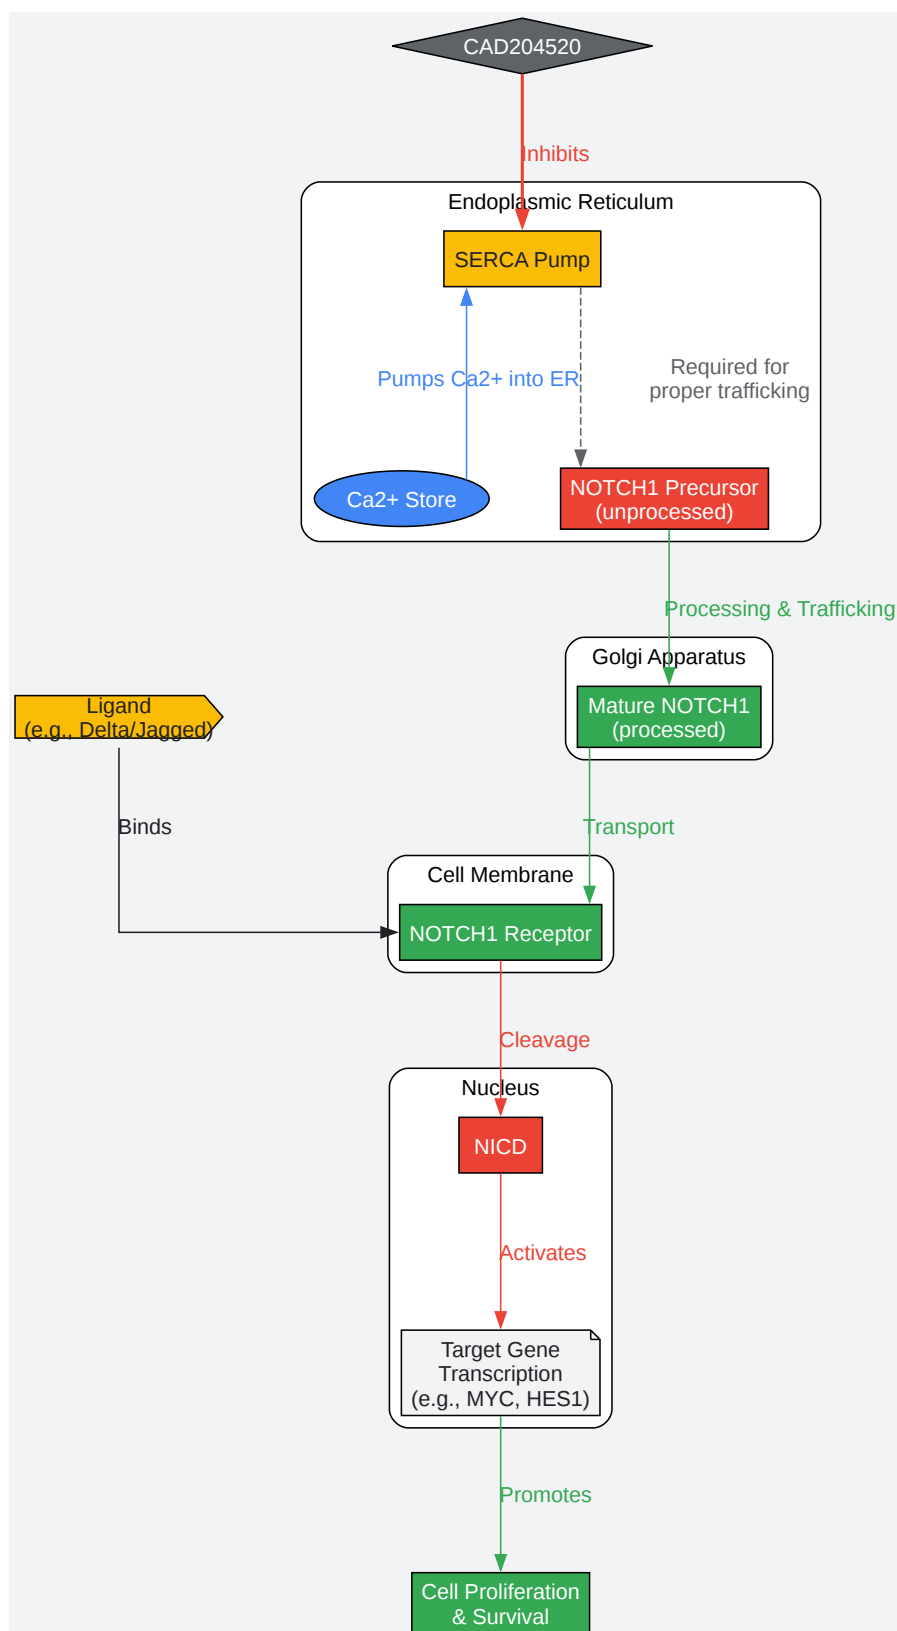 CAD204520
Inhibits
Endoplasmic Reticulum
SERCA Pump
Pumps Ca2+ into ER
Required for
proper trafficking
Ca2+ Store
NOTCH1 Precursor
(unprocessed)
Processing & Trafficking
Golgi Apparatus
Mature NOTCH1
(processed)
Ligand
(e.g., Delta/Jagged)
Binds
Transport
Cell Membrane
NOTCH1 Receptor
Cleavage
Nucleus
NICD
Activates
Target Gene
Transcription
(e.g., MYC, HES1)
Promotes
Cell Proliferation
& Survival